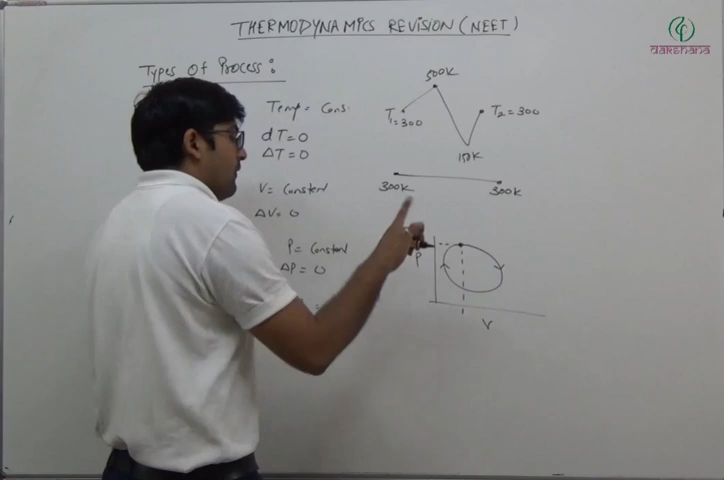 THERMODYNAMICS REVISION (NEET)
dakshana
Types of Process:
Temp = Cons.
dT=0
ΔT=0
V= Constant
ΔV=0
P= Constant
ΔP=0
=
500K
T1=300
T2=300
150K
300K
300K
P
V